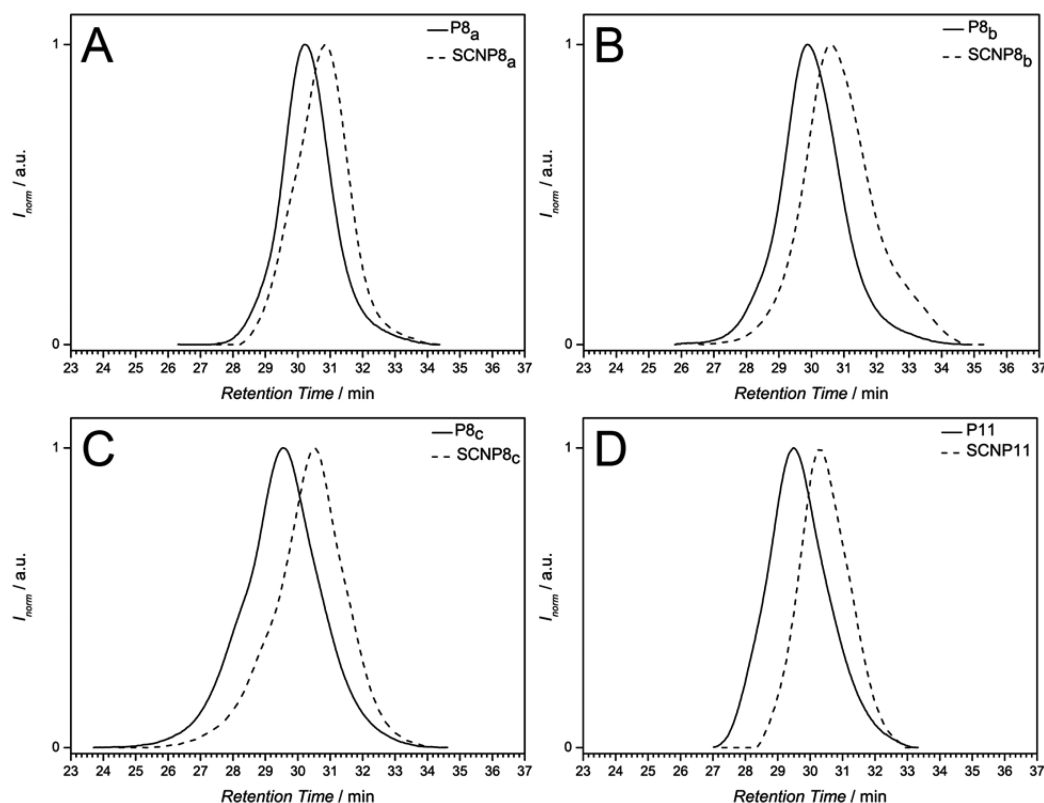 A
P8a
SCNP8a
1
Inorm / a.u.
0
23 24 25 26 27 28 29 30 31 32 33 34 35 36 37
Retention Time / min
B
P8b
SCNP8b
1
Inorm / a.u.
0
23 24 25 26 27 28 29 30 31 32 33 34 35 36 37
Retention Time / min
C
P8c
SCNP8c
1
Inorm / a.u.
0
23 24 25 26 27 28 29 30 31 32 33 34 35 36 37
Retention Time / min
D
P11
SCNP11
1
Inorm / a.u.
0
23 24 25 26 27 28 29 30 31 32 33 34 35 36 37
Retention Time / min